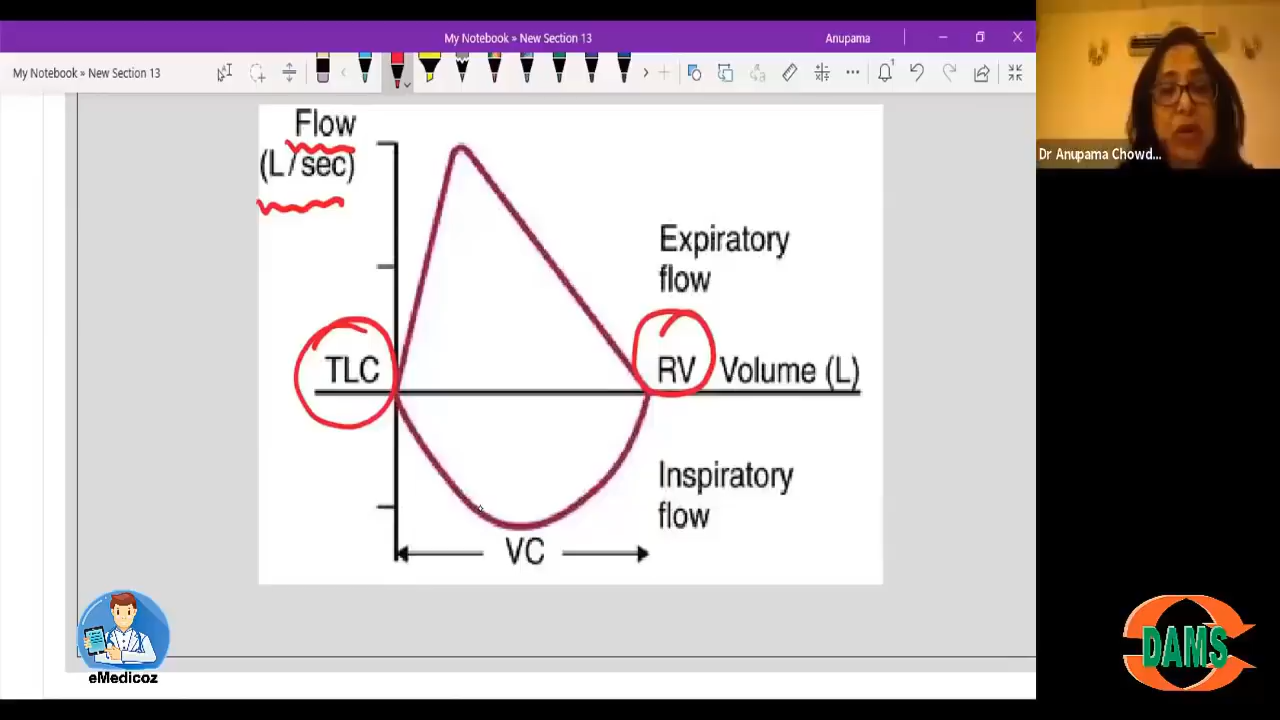 My Notebook » New Section 13
Anupama
My Notebook » New Section 13
1
Dr Anupama Chowd...
Flow
(L/sec)
Expiratory
flow
TLC
RV
Volume (L)
Inspiratory
flow
VC
eMedicoz
DAMS